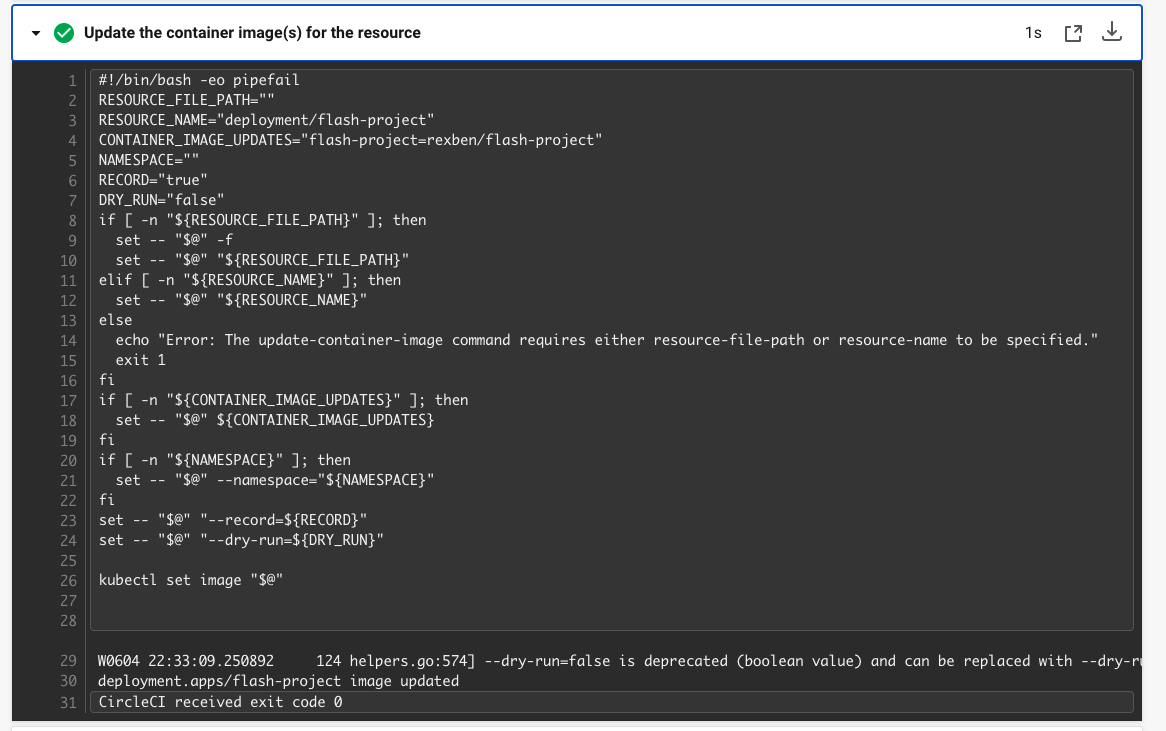 Update the container image(s) for the resource 1s
1 #!/bin/bash -eo pipefail
2 RESOURCE_FILE_PATH=""
3 RESOURCE_NAME="deployment/flash-project"
4 CONTAINER_IMAGE_UPDATES="flash-project=rexben/flash-project"
5 NAMESPACE=""
6 RECORD="true"
7 DRY_RUN="false"
8 if [ -n "${RESOURCE_FILE_PATH}" ]; then
9   set -- "$@" -f
10   set -- "$@" "${RESOURCE_FILE_PATH}"
11 elif [ -n "${RESOURCE_NAME}" ]; then
12   set -- "$@" "${RESOURCE_NAME}"
13 else
14   echo "Error: The update-container-image command requires either resource-file-path or resource-name to be specified."
15   exit 1
16 fi
17 if [ -n "${CONTAINER_IMAGE_UPDATES}" ]; then
18   set -- "$@" ${CONTAINER_IMAGE_UPDATES}
19 fi
20 if [ -n "${NAMESPACE}" ]; then
21   set -- "$@" --namespace="${NAMESPACE}"
22 fi
23 set -- "$@" "--record=${RECORD}"
24 set -- "$@" "--dry-run=${DRY_RUN}"
25
26 kubectl set image "$@"
27
28
29 W0604 22:33:09.250892     124 helpers.go:574] --dry-run=false is deprecated (boolean value) and can be replaced with --dry-ru
30 deployment.apps/flash-project image updated
31 CircleCI received exit code 0